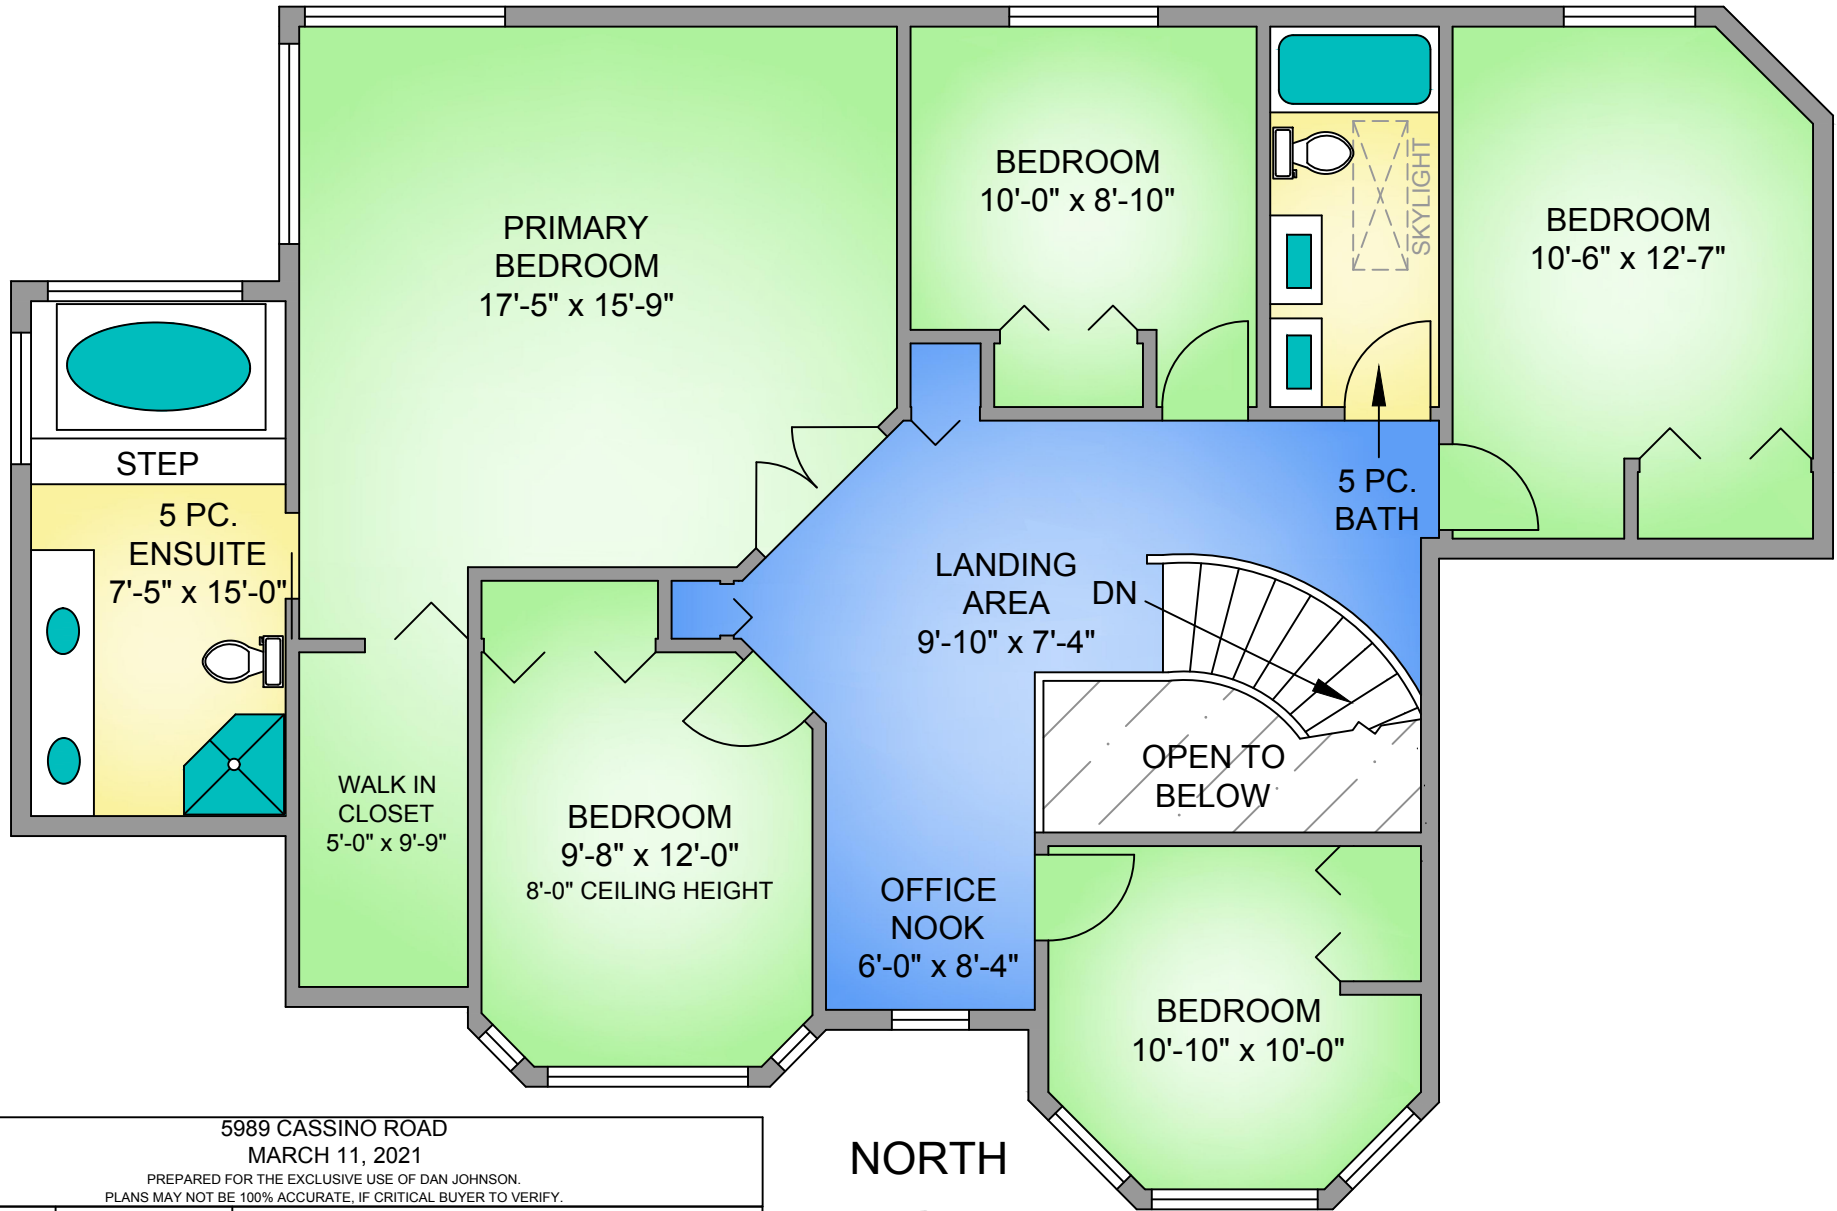 PRIMARY
BEDROOM
17'-5" x 15'-9"
BEDROOM
10'-0" x 8'-10"
SKYLIGHT
BEDROOM
10'-6" x 12'-7"
STEP
5 PC.
ENSUITE
7'-5" x 15'-0"
5 PC.
BATH
LANDING
AREA
9'-10" x 7'-4"
DN
OPEN TO
BELOW
WALK IN
CLOSET
5'-0" x 9'-9"
BEDROOM
9'-8" x 12'-0"
8'-0" CEILING HEIGHT
OFFICE
NOOK
6'-0" x 8'-4"
BEDROOM
10'-10" x 10'-0"
5989 CASSINO ROAD
MARCH 11, 2021
PREPARED FOR THE EXCLUSIVE USE OF DAN JOHNSON.
PLANS MAY NOT BE 100% ACCURATE, IF CRITICAL BUYER TO VERIFY.
NORTH